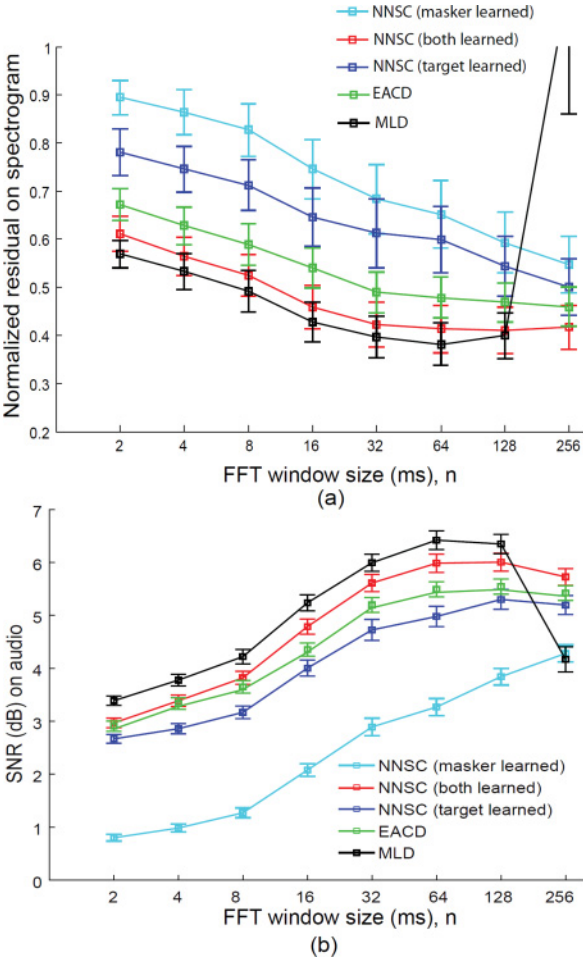 NNSC (masker learned)
NNSC (both learned)
NNSC (target learned)
EACD
MLD
Normalized residual on spectrogram
1
0.9
0.8
0.7
0.6
0.5
0.4
0.3
0.2
2 4 8 16 32 64 128 256
FFT window size (ms), n
(a)
SNR (dB) on audio
7
6
5
4
3
2
1
0
NNSC (masker learned)
NNSC (both learned)
NNSC (target learned)
EACD
MLD
2 4 8 16 32 64 128 256
FFT window size (ms), n
(b)